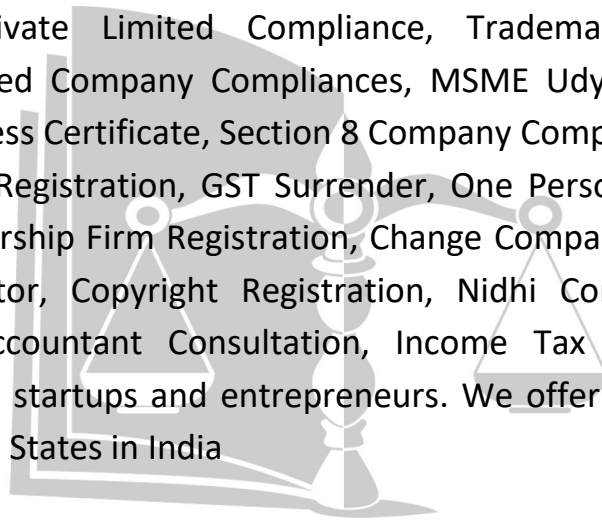 ivate Limited Compliance, Tradema
ed Company Compliances, MSME Udy
ess Certificate, Section 8 Company Comp
Registration, GST Surrender, One Perso
ership Firm Registration, Change Compa
tor, Copyright Registration, Nidhi Co
ccountant Consultation, Income Tax
startups and entrepreneurs. We offer
States in India